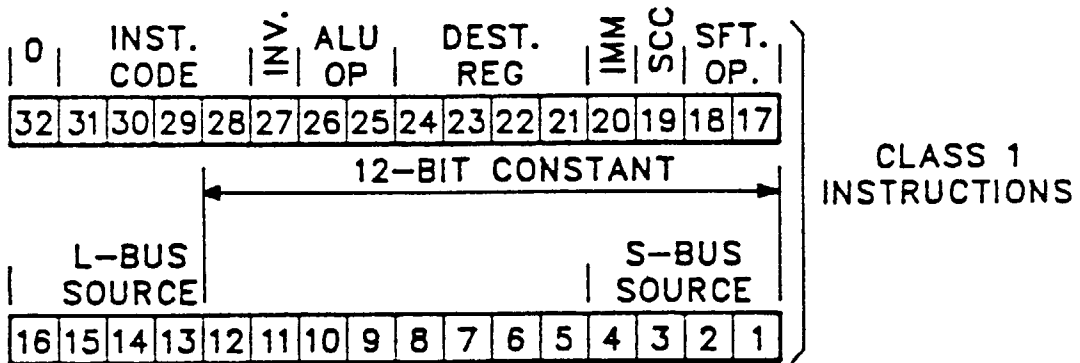 O INST. CODE INV. ALU OP DEST. REG IMM SCC SFT. OP.
32 31 30 29 28 27 26 25 24 23 22 21 20 19 18 17
12-BIT CONSTANT
CLASS 1
INSTRUCTIONS
L-BUS SOURCE S-BUS SOURCE
16 15 14 13 12 11 10 9 8 7 6 5 4 3 2 1